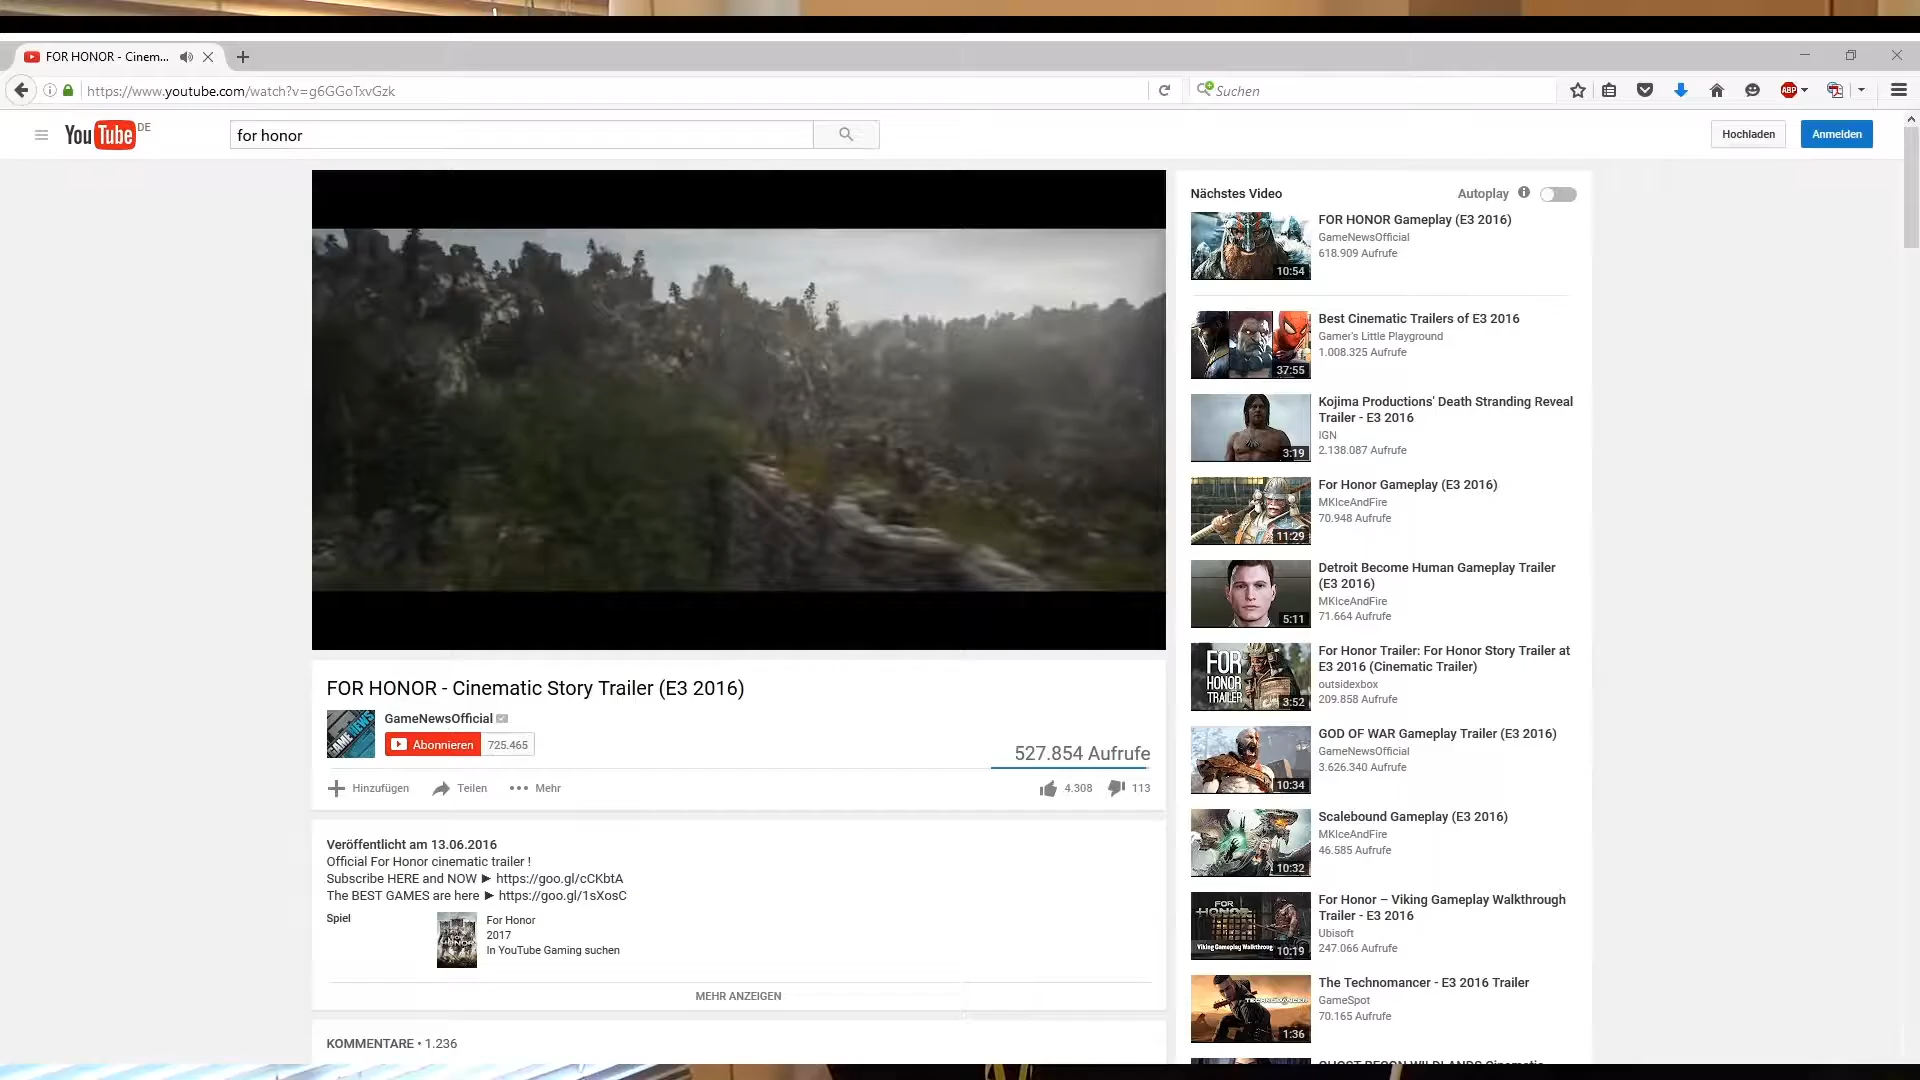 FOR HONOR - Cinem...
https://www.youtube.com/watch?v=g6GGoTxvGzk
Suchen
ABP
YouTube DE
for honor
Hochladen
Anmelden
Nächstes Video
Autoplay
FOR HONOR Gameplay (E3 2016)
GameNewsOfficial
618.909 Aufrufe
10:54
Best Cinematic Trailers of E3 2016
Gamer's Little Playground
1.008.325 Aufrufe
37:55
Kojima Productions' Death Stranding Reveal
Trailer - E3 2016
IGN
2.138.087 Aufrufe
3:19
For Honor Gameplay (E3 2016)
MKIceAndFire
70.948 Aufrufe
11:29
Detroit Become Human Gameplay Trailer
(E3 2016)
MKIceAndFire
71.664 Aufrufe
5:11
FOR
HONOR
TRAILER
For Honor Trailer: For Honor Story Trailer at
E3 2016 (Cinematic Trailer)
outsidexbox
209.858 Aufrufe
3:52
GOD OF WAR Gameplay Trailer (E3 2016)
GameNewsOfficial
3.626.340 Aufrufe
10:34
Scalebound Gameplay (E3 2016)
MKIceAndFire
46.585 Aufrufe
10:32
FOR
HONOR
Viking Gameplay Walkthroug
For Honor – Viking Gameplay Walkthrough
Trailer - E3 2016
Ubisoft
247.066 Aufrufe
10:19
The Technomancer - E3 2016 Trailer
GameSpot
70.165 Aufrufe
1:36
FOR HONOR - Cinematic Story Trailer (E3 2016)
GAME NEWS
GameNewsOfficial
Abonnieren
725.465
527.854 Aufrufe
Hinzufügen
Teilen
Mehr
4.308
113
Veröffentlicht am 13.06.2016
Official For Honor cinematic trailer !
Subscribe HERE and NOW ► https://goo.gl/cCKbtA
The BEST GAMES are here ► https://goo.gl/1sXosC
Spiel
For Honor
2017
In YouTube Gaming suchen
MEHR ANZEIGEN
KOMMENTARE • 1.236